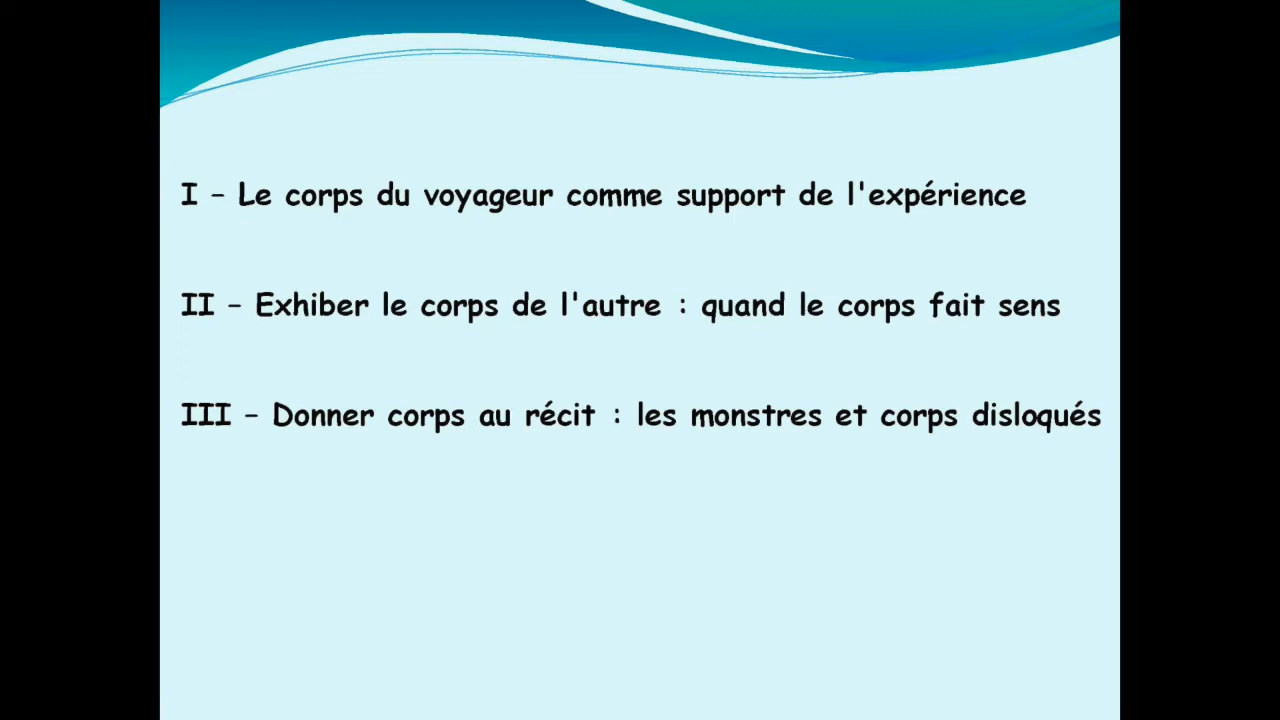 I – Le corps du voyageur comme support de l'expérience
II – Exhiber le corps de l'autre : quand le corps fait sens
III – Donner corps au récit : les monstres et corps disloqués